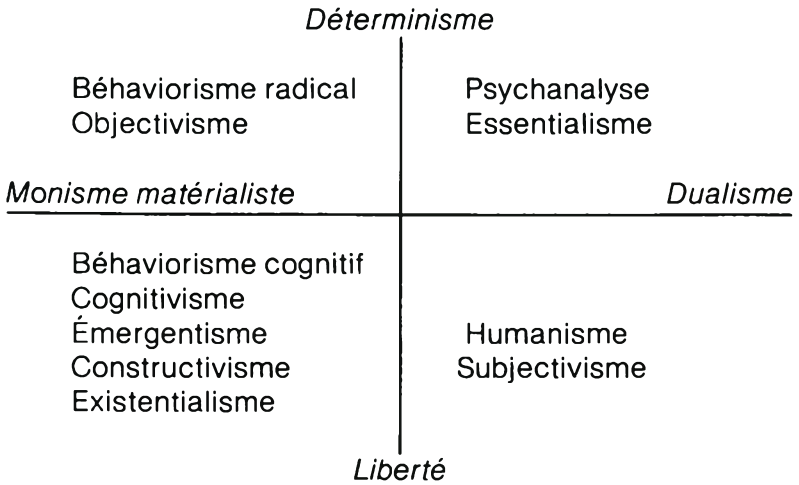 Déterminisme
Béhaviorisme radical
Objectivisme
Psychanalyse
Essentialisme
Monisme matérialiste
Dualisme
Béhaviorisme cognitif
Cognitivisme
Émergentisme
Constructivisme
Existentialisme
Humanisme
Subjectivisme
Liberté